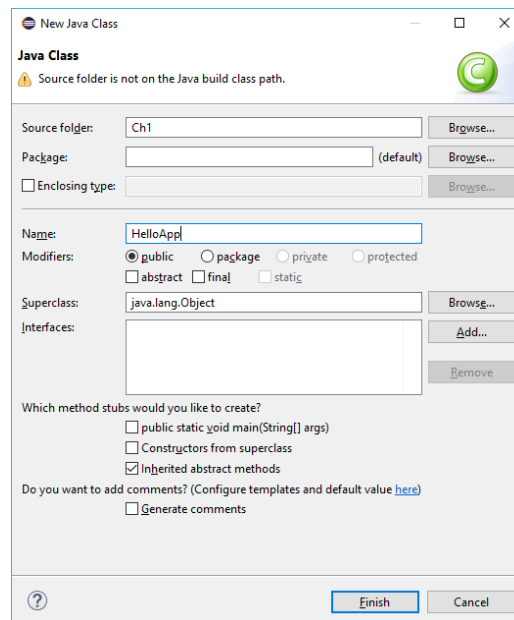 New Java Class
Java Class
Source folder is not on the Java build class path.
Source folder: Ch1 Browse...
Package: (default) Browse...
Enclosing type: Browse...
Name: HelloApp
Modifiers: public package private protected
abstract final static
Superclass: java.lang.Object Browse...
Interfaces: Add...
Remove
Which method stubs would you like to create?
public static void main(String[] args)
Constructors from superclass
Inherited abstract methods
Do you want to add comments? (Configure templates and default value here)
Generate comments
? Finish Cancel